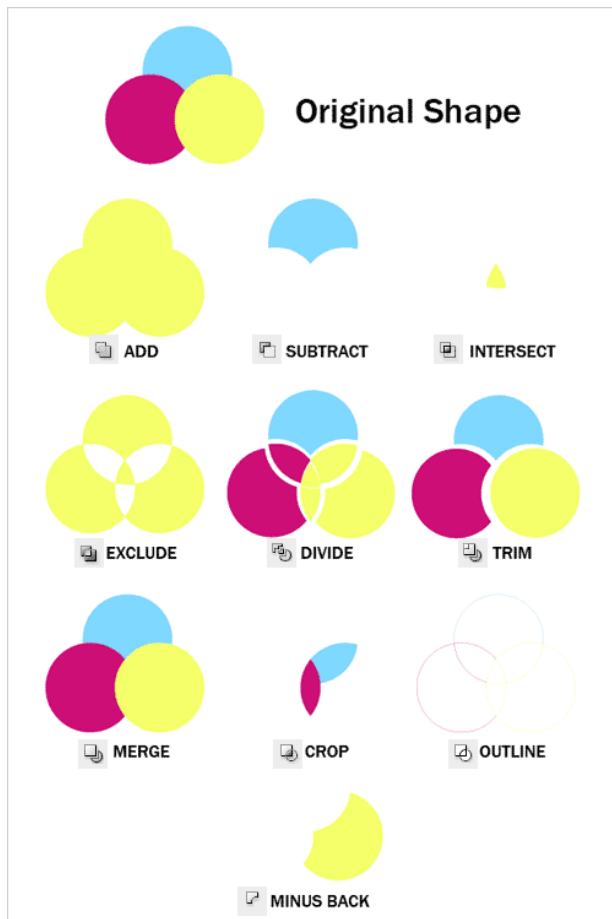 Original Shape
ADD
SUBTRACT
INTERSECT
EXCLUDE
DIVIDE
TRIM
MERGE
CROP
OUTLINE
MINUS BACK